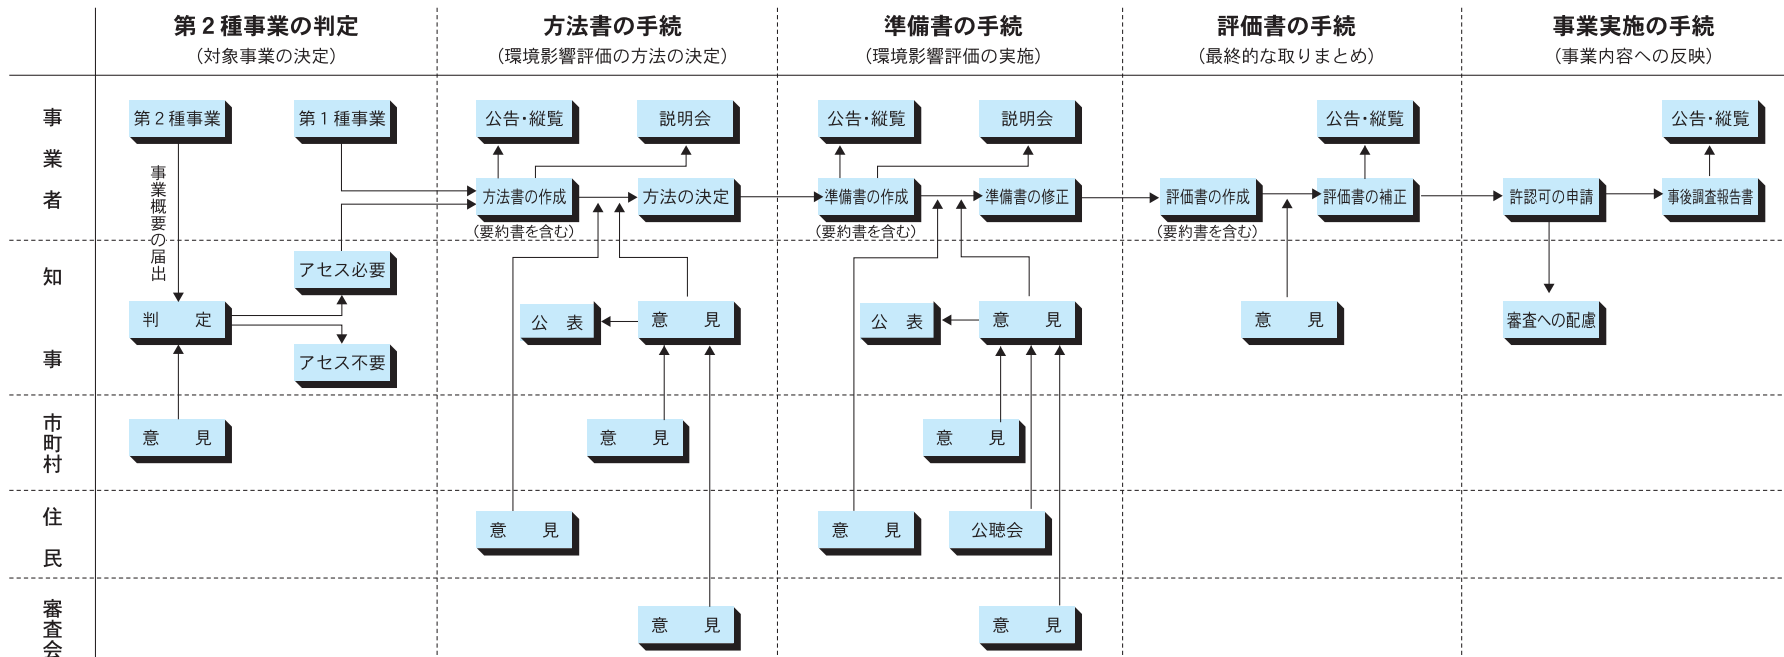 第２種事業の判定
（対象事業の決定）
方法書の手続
（環境影響評価の方法の決定）
準備書の手続
（環境影響評価の実施）
評価書の手続
（最終的な取りまとめ）
事業実施の手続
（事業内容への反映）
事業者
第２種事業
第１種事業
公告・縦覧
説明会
公告・縦覧
説明会
公告・縦覧
公告・縦覧
事業概要の届出
方法書の作成
（要約書を含む）
方法の決定
準備書の作成
（要約書を含む）
準備書の修正
評価書の作成
（要約書を含む）
評価書の補正
許認可の申請
事後調査報告書
知事
アセス必要
判定
アセス不要
公表
意見
公表
意見
意見
審査への配慮
市町村
意見
意見
意見
住民
意見
意見
公聴会
審査会
意見
意見